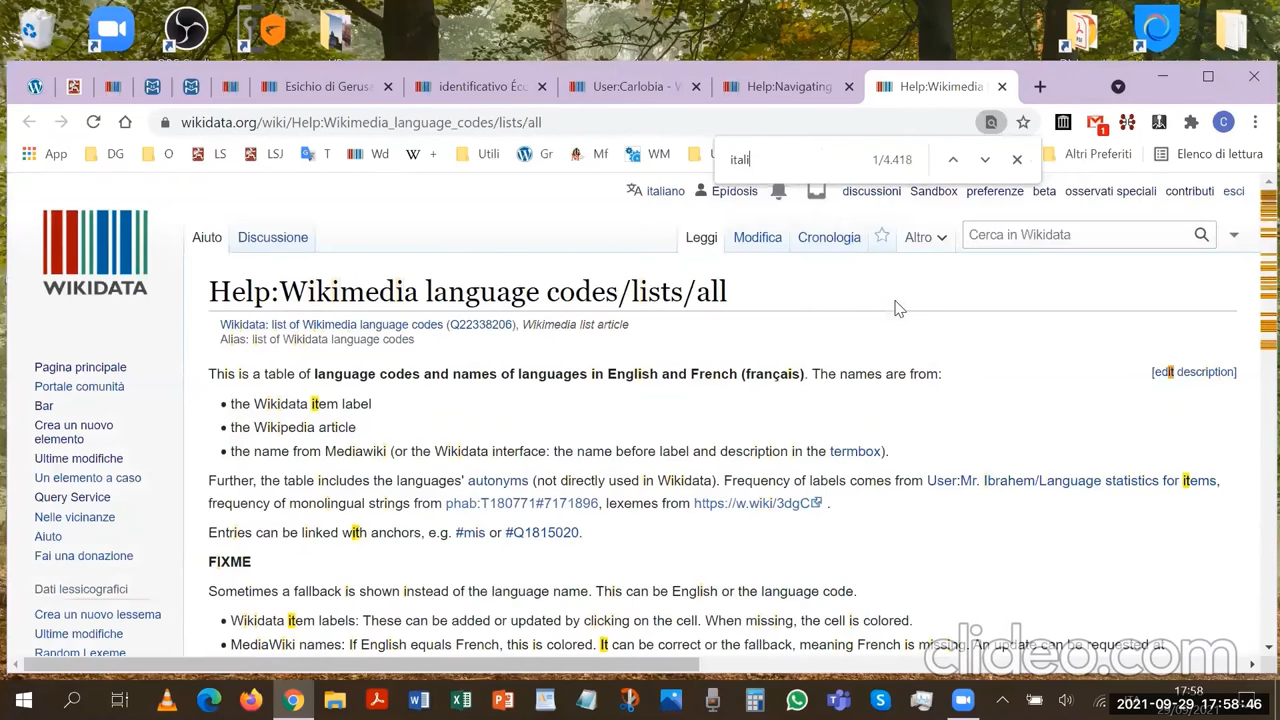 Esichio di Gerus
identificativo Ecu
User:Carlobia - W
Help:Navigating
Help:Wikimedia
wikidata.org/wiki/Help:Wikimedia_language_codes/lists/all
App DG O LS LSJ T Wd + Utili Gr Mf WM Altri Preferiti Elenco di lettura
itali 1/4.418
italiano Epidosis discussioni Sandbox preferenze beta osservati speciali contributi esci
Aiuto Discussione Leggi Modifica Cronologia Altro Cerca in Wikidata
WIKIDATA
Help:Wikimedia language codes/lists/all
Wikidata: list of Wikimedia language codes (Q22338206), Wikimedia list article
Alias: list of Wikidata language codes
[edit description]
This is a table of language codes and names of languages in English and French (français). The names are from:
• the Wikidata item label
• the Wikipedia article
• the name from Mediawiki (or the Wikidata interface: the name before label and description in the termbox).
Further, the table includes the languages' autonyms (not directly used in Wikidata). Frequency of labels comes from User:Mr. Ibrahem/Language statistics for items,
frequency of monolingual strings from phab:T180771#7171896, lexemes from https://w.wiki/3dgC .
Entries can be linked with anchors, e.g. #mis or #Q1815020.
FIXME
Sometimes a fallback is shown instead of the language name. This can be English or the language code.
• Wikidata item labels: These can be added or updated by clicking on the cell. When missing, the cell is colored.
• MediaWiki names: If English equals French, this is colored. It can be correct or the fallback, meaning French is missing. An update can be requested at
Pagina principale
Portale comunità
Bar
Crea un nuovo
elemento
Ultime modifiche
Un elemento a caso
Query Service
Nelle vicinanze
Aiuto
Fai una donazione
Dati lessicografici
Crea un nuovo lessema
Ultime modifiche
Random Lexeme
clideo.com
17:58
2021-09-29 17:58:46